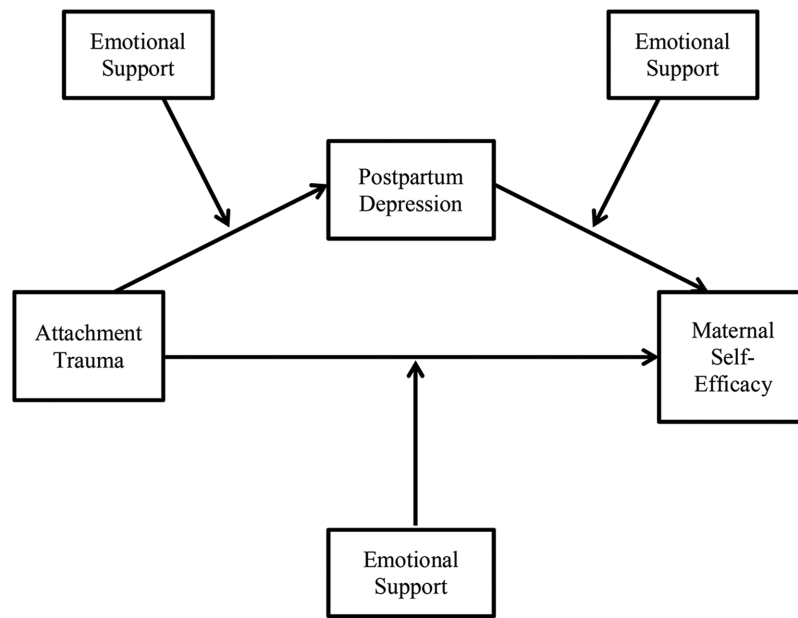 Emotional
Support
Emotional
Support
Postpartum
Depression
Attachment
Trauma
Maternal
Self-
Efficacy
Emotional
Support